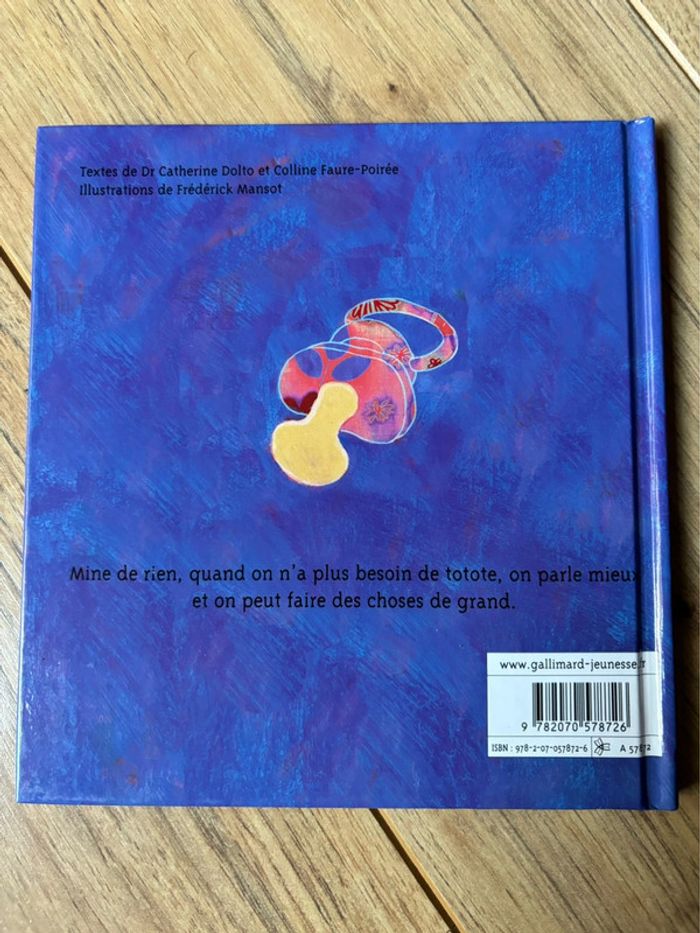 Textes de Dr Catherine Dolto et Colline Faure-Poirée
Illustrations de Frédérick Mansot
Mine de rien, quand on n'a plus besoin de totote, on parle mieux
et on peut faire des choses de grand.
www.gallimard-jeunesse.fr
9 782070 578726
ISBN : 978-2-07-057872-6 A 57872